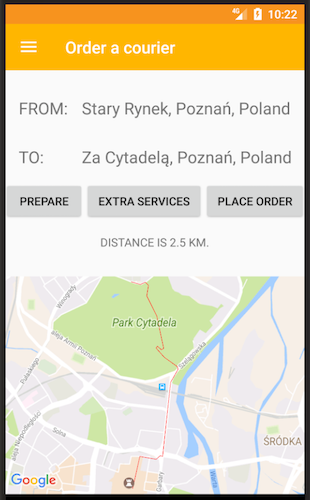 4G 10:22
Order a courier
FROM: Stary Rynek, Poznań, Poland
TO: Za Cytadelą, Poznań, Poland
PREPARE EXTRA SERVICES PLACE ORDER
DISTANCE IS 2.5 KM.
Winogrady
Park Cytadela
aleja Armii Poznań
Szelągowska
Pułaskiego
aleja Niepodległości
Solna
ŚRÓDKA
Garbary
Google